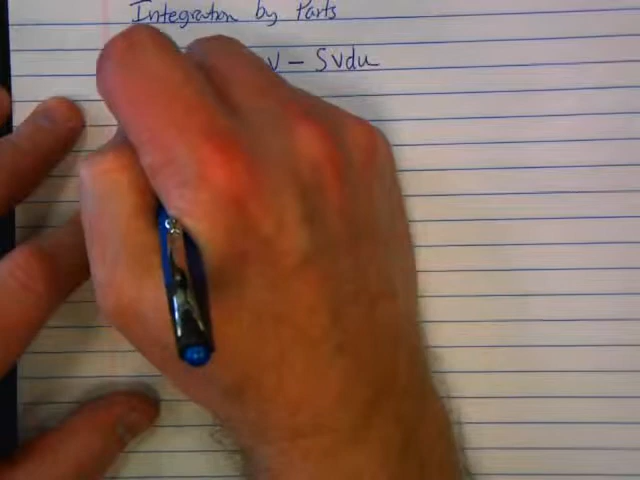 Integration by Parts
v - ∫vdu